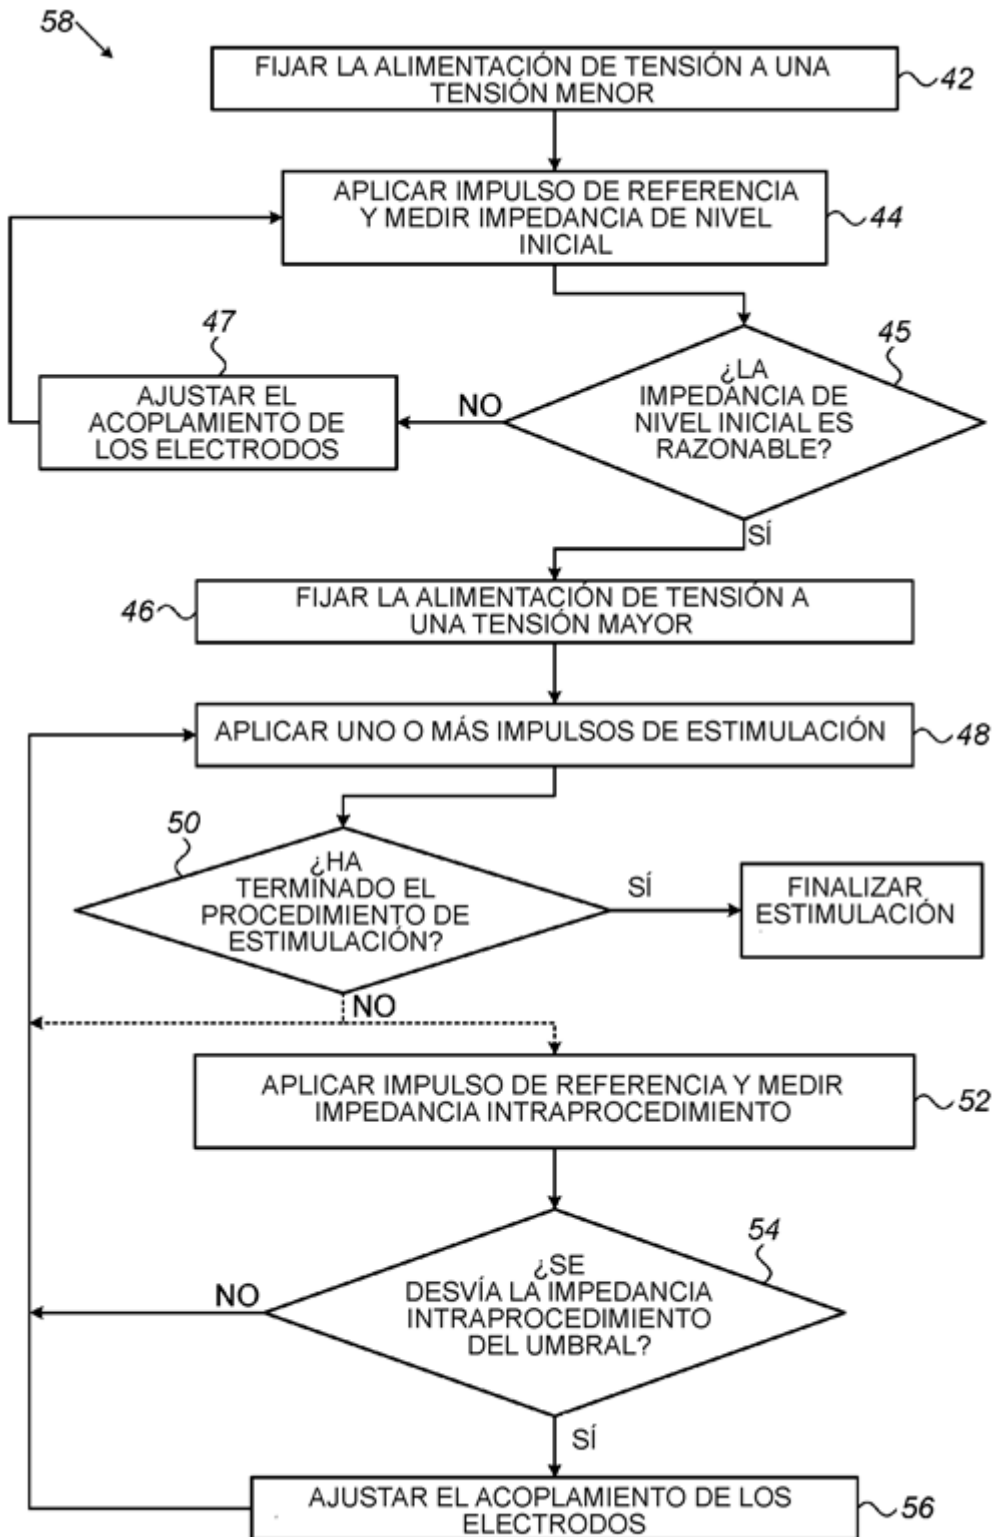 58
FIJAR LA ALIMENTACIÓN DE TENSIÓN A UNA
TENSIÓN MENOR
42
APLICAR IMPULSO DE REFERENCIA
Y MEDIR IMPEDANCIA DE NIVEL
INICIAL
44
47
AJUSTAR EL
ACOPLAMIENTO DE
LOS ELECTRODOS
NO
45
¿LA
IMPEDANCIA DE
NIVEL INICIAL ES
RAZONABLE?
SÍ
46
FIJAR LA ALIMENTACIÓN DE TENSIÓN A
UNA TENSIÓN MAYOR
APLICAR UNO O MÁS IMPULSOS DE ESTIMULACIÓN
48
50
¿HA
TERMINADO EL
PROCEDIMIENTO DE
ESTIMULACIÓN?
SÍ
FINALIZAR
ESTIMULACIÓN
NO
APLICAR IMPULSO DE REFERENCIA Y MEDIR
IMPEDANCIA INTRAPROCEDIMIENTO
52
54
¿SE
DESVÍA LA IMPEDANCIA
INTRAPROCEDIMIENTO
DEL UMBRAL?
NO
SÍ
AJUSTAR EL ACOPLAMIENTO DE LOS
ELECTRODOS
56